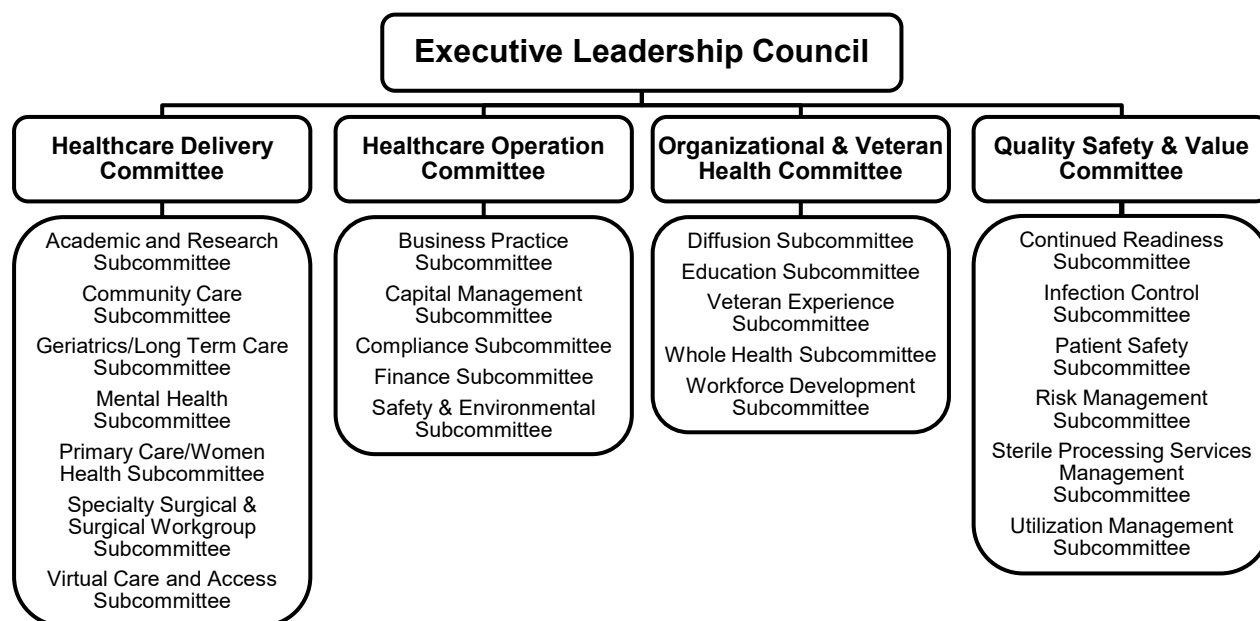 Executive Leadership Council
Healthcare Delivery
Committee
Academic and Research
Subcommittee
Community Care
Subcommittee
Geriatrics/Long Term Care
Subcommittee
Mental Health
Subcommittee
Primary Care/Women
Health Subcommittee
Specialty Surgical &
Surgical Workgroup
Subcommittee
Virtual Care and Access
Subcommittee
Healthcare Operation
Committee
Business Practice
Subcommittee
Capital Management
Subcommittee
Compliance Subcommittee
Finance Subcommittee
Safety & Environmental
Subcommittee
Organizational & Veteran
Health Committee
Diffusion Subcommittee
Education Subcommittee
Veteran Experience
Subcommittee
Whole Health Subcommittee
Workforce Development
Subcommittee
Quality Safety & Value
Committee
Continued Readiness
Subcommittee
Infection Control
Subcommittee
Patient Safety
Subcommittee
Risk Management
Subcommittee
Sterile Processing Services
Management
Subcommittee
Utilization Management
Subcommittee